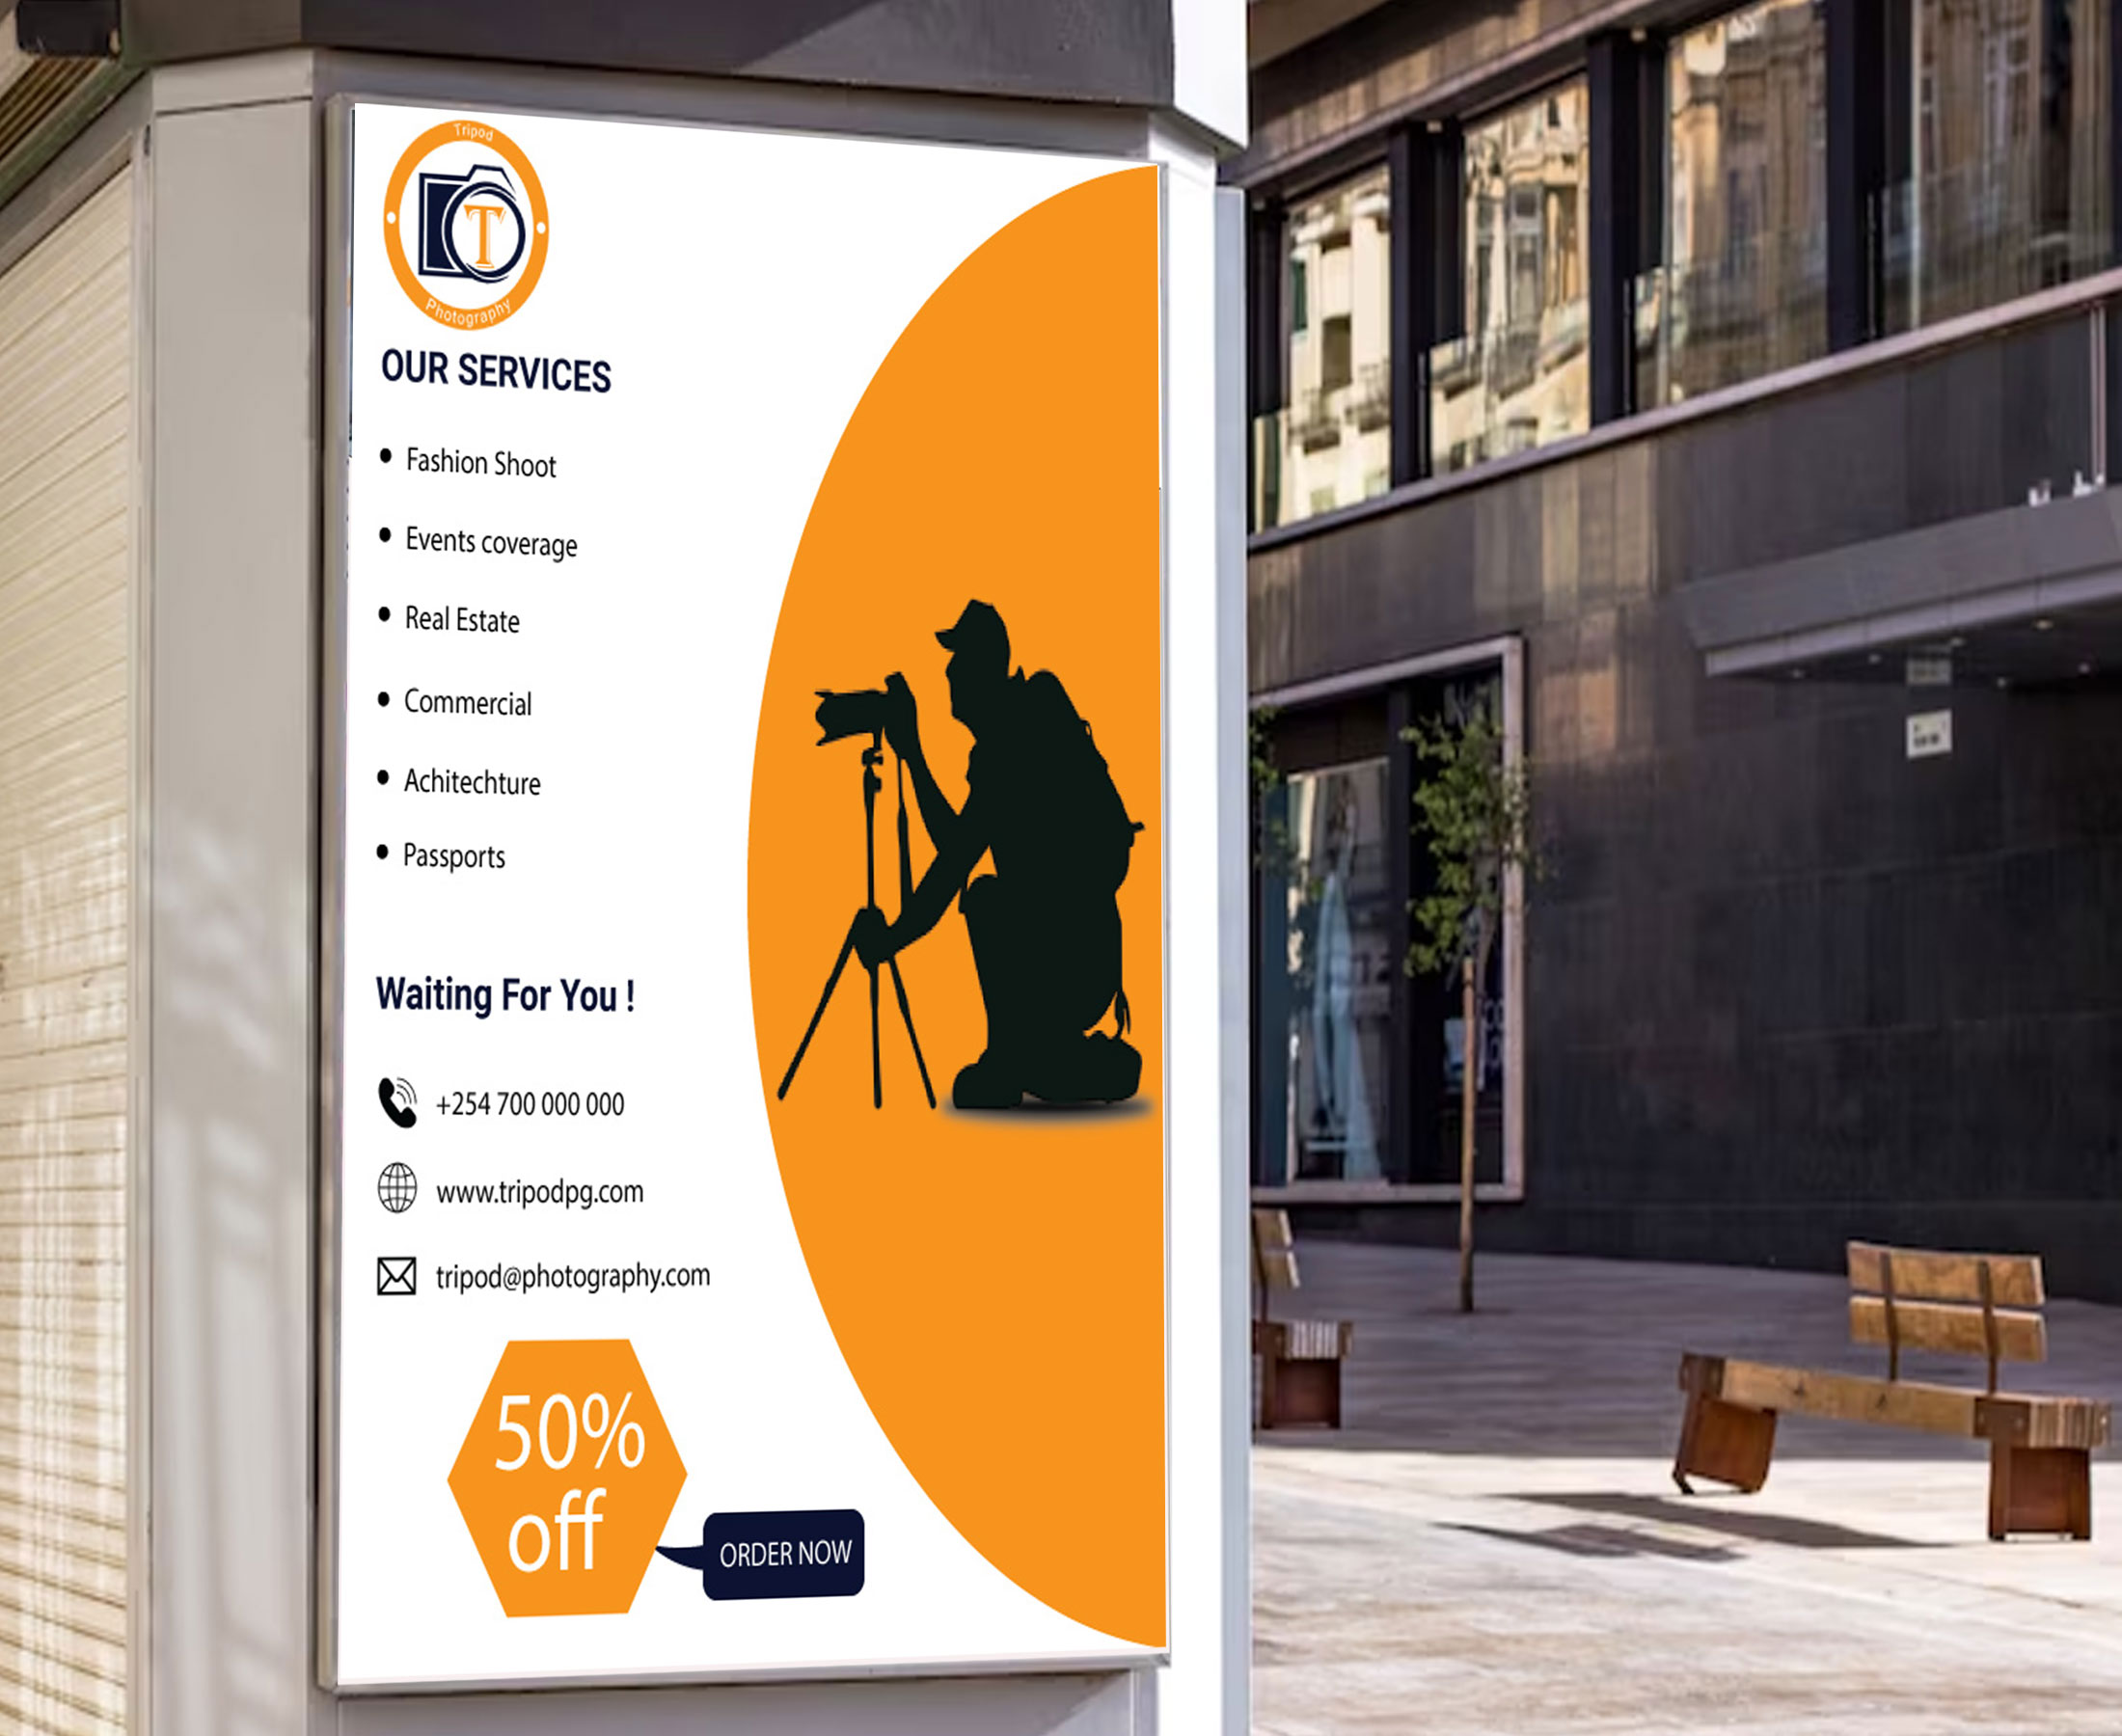 Tripod
T
Photography
OUR SERVICES
• Fashion Shoot
• Events coverage
• Real Estate
• Commercial
• Achitechture
• Passports
Waiting For You !
+254 700 000 000
www.tripodpg.com
tripod@photography.com
50%
off
ORDER NOW